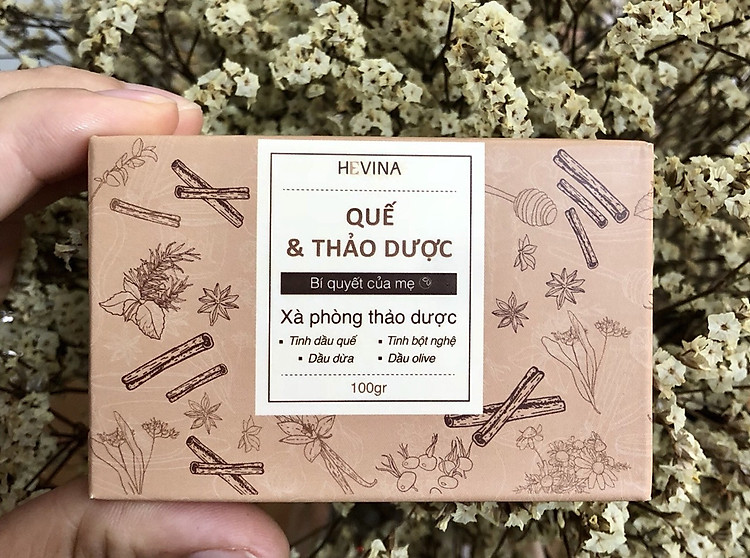 HEVINA
QUẾ
& THẢO DƯỢC
Bí quyết của mẹ
Xà phòng thảo dược
▪ Tinh dầu quế ▪ Tinh bột nghệ
▪ Dầu dừa ▪ Dầu olive
100gr